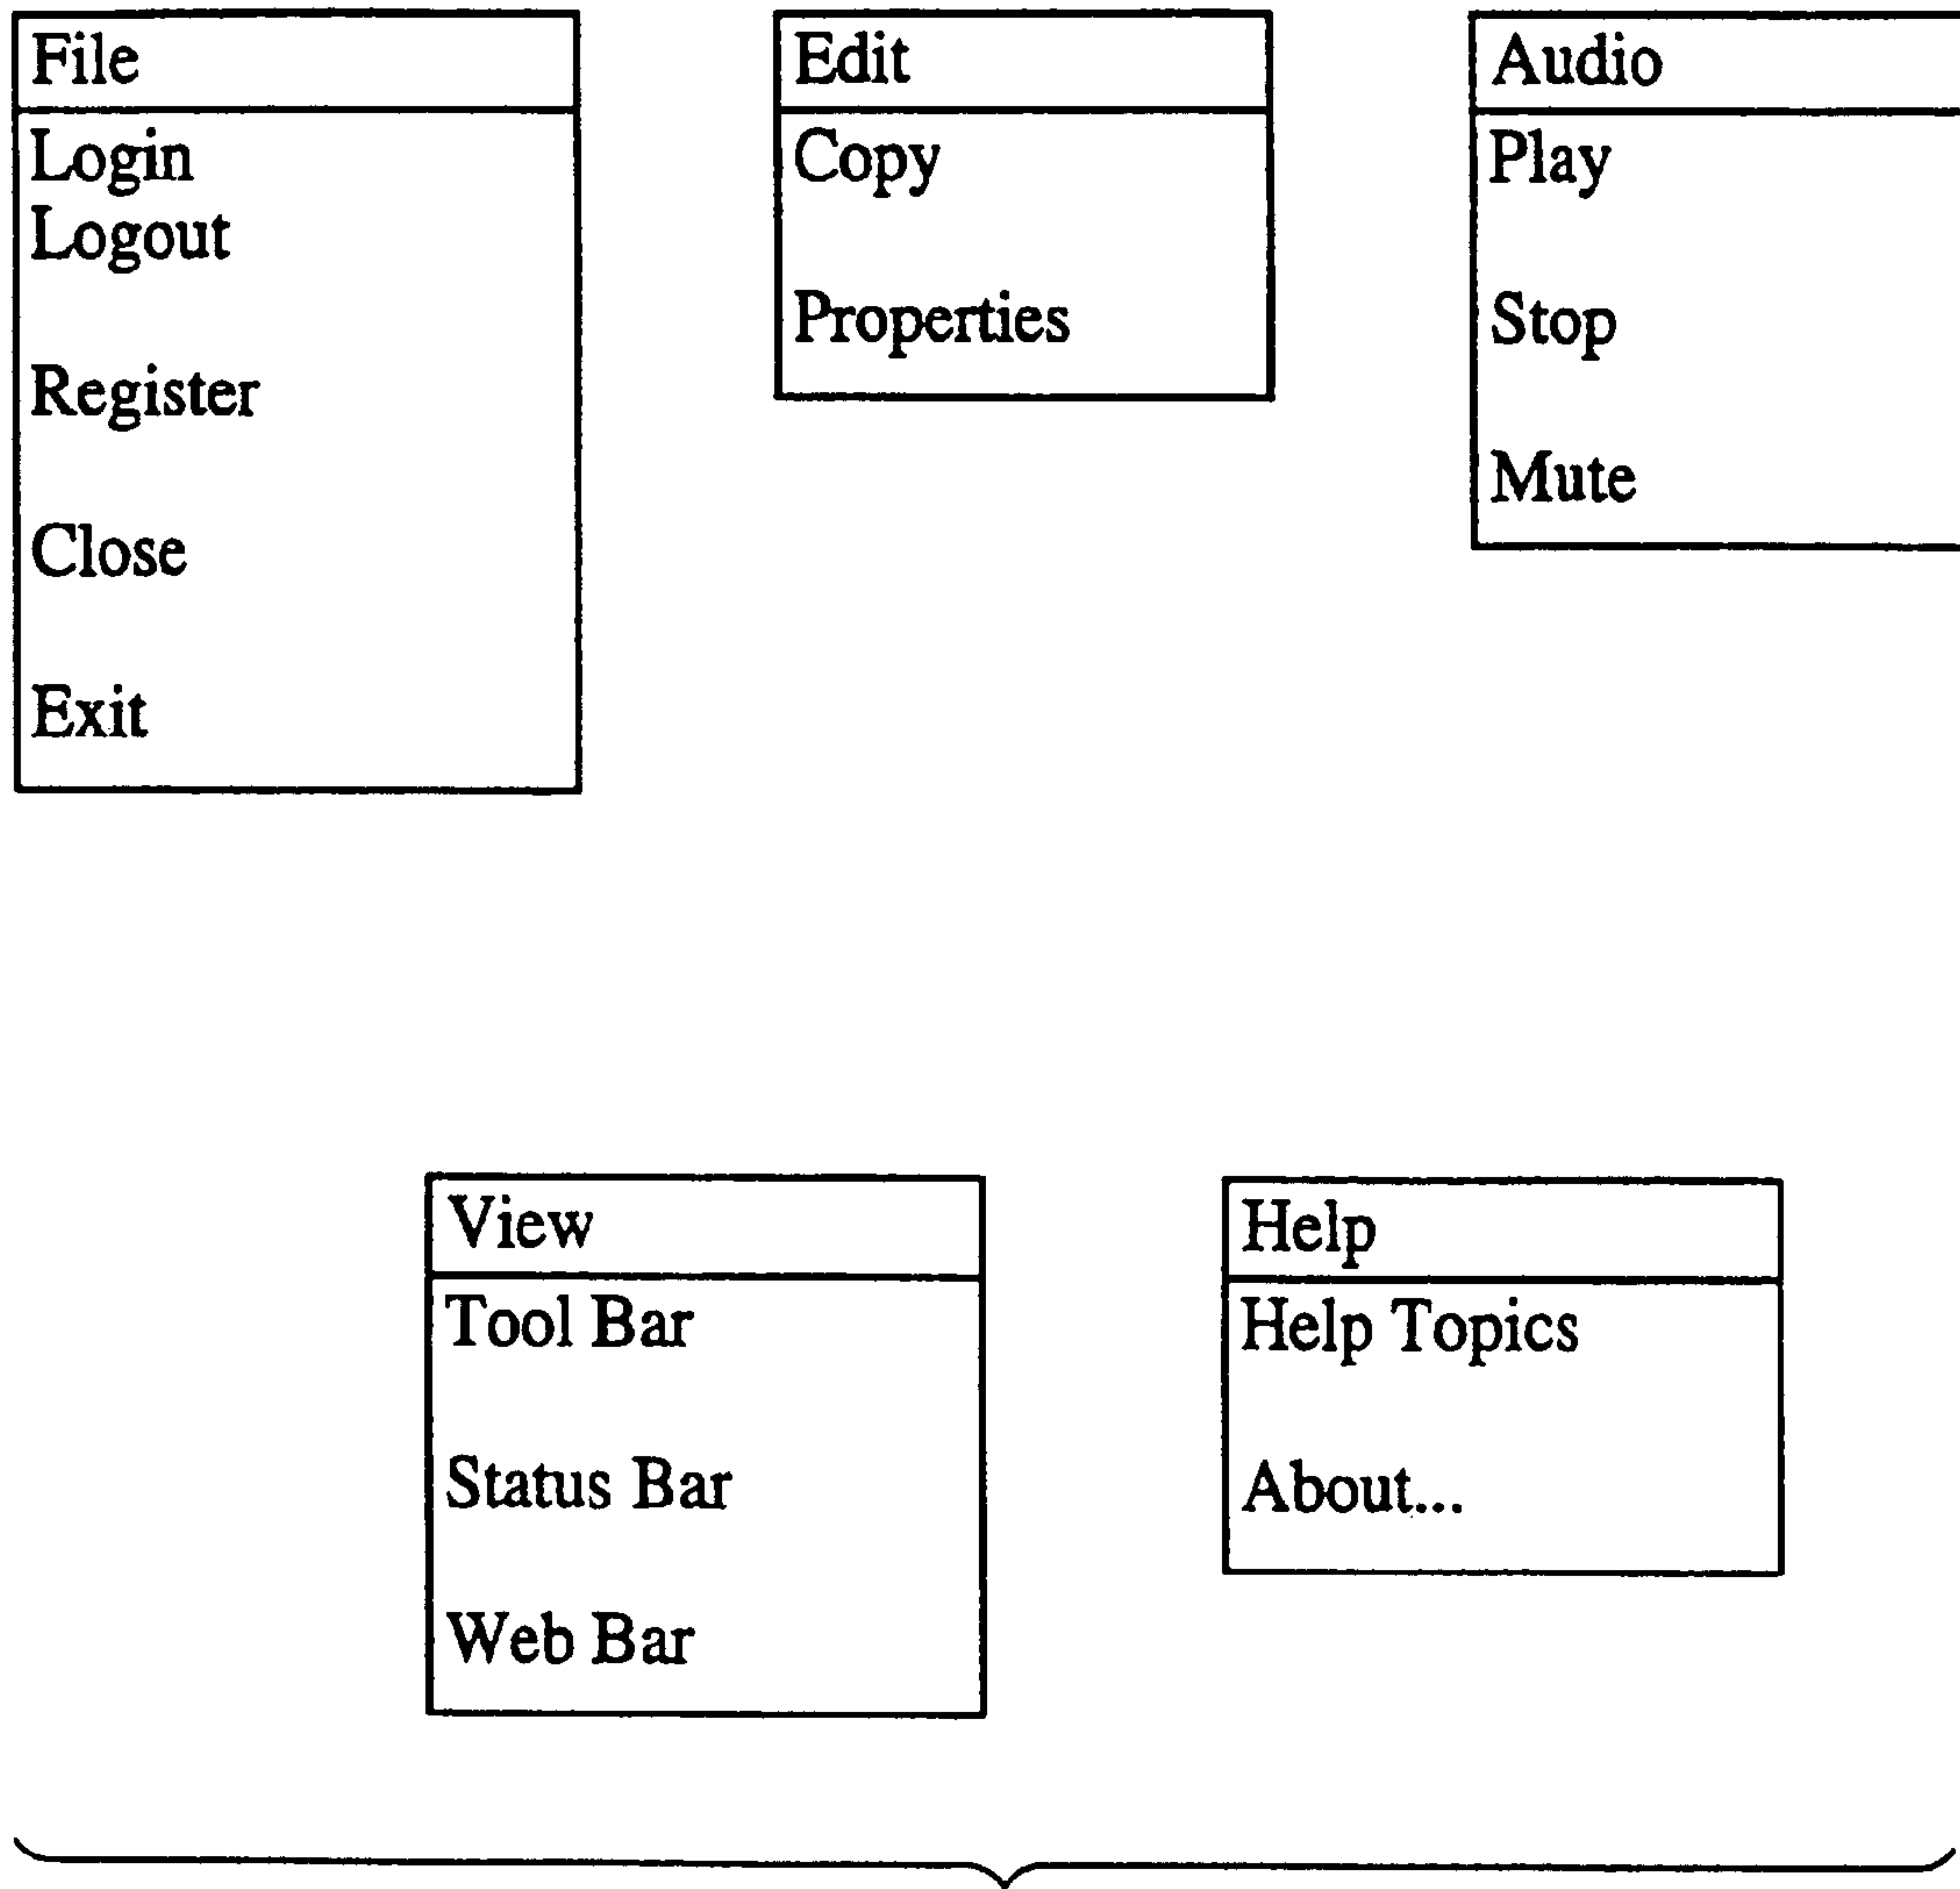 File
Login
Logout
Register
Close
Exit
Edit
Copy
Properties
Audio
Play
Stop
Mute
View
Tool Bar
Status Bar
Web Bar
Help
Help Topics
About...